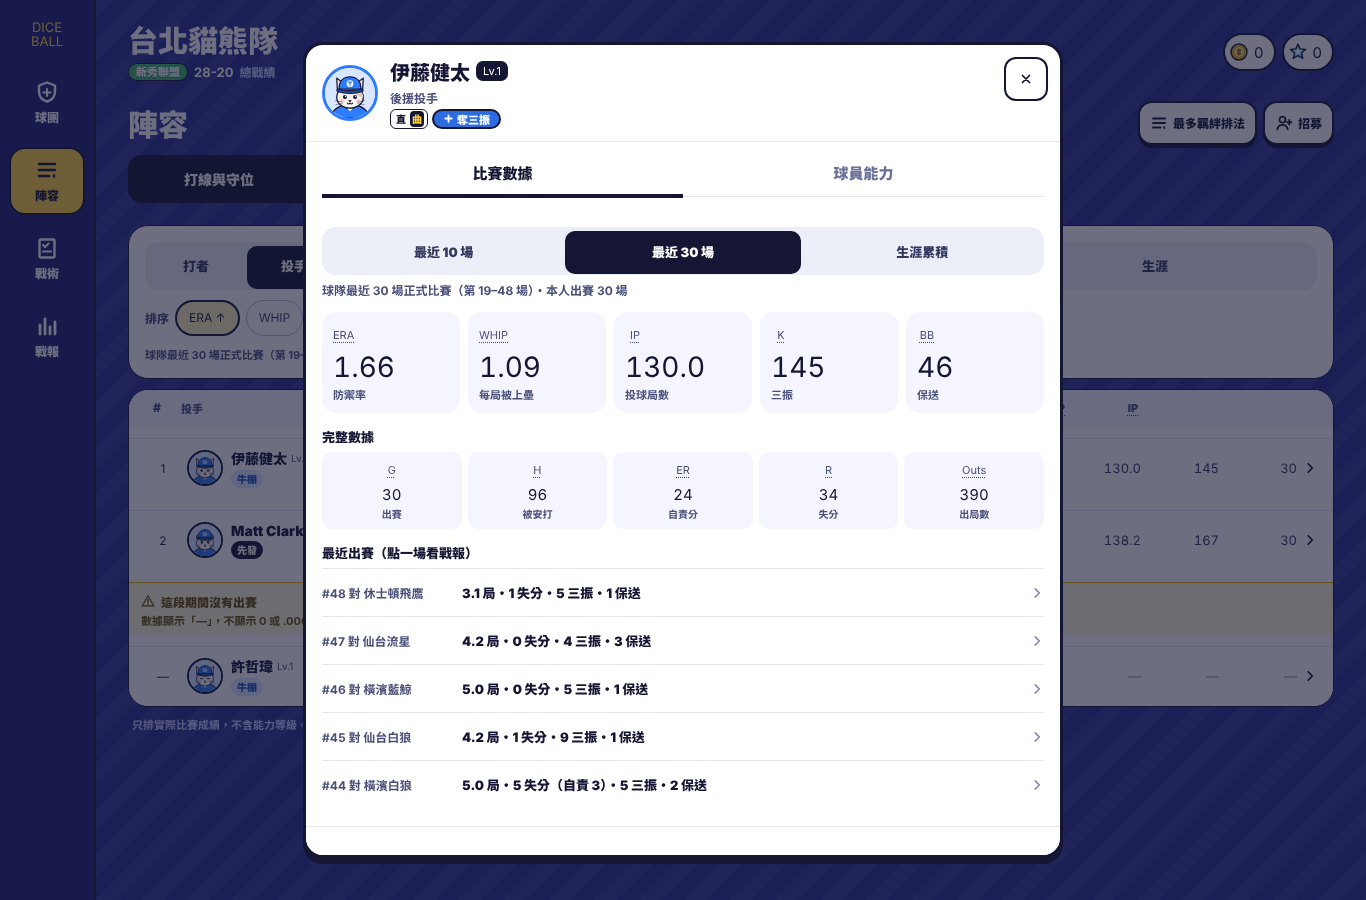 DICE
BALL
球團
陣容
戰術
戰報
台北貓熊隊
新秀聯盟 28-20 總戰績
0 0
陣容
最多羈絆排法 招募
打線與守位
打者 投手 生涯
排序 ERA ↑ WHIP
球隊最近 30 場正式比賽（第 19-
# 投手 IP
1 伊藤健太 Lv. 130.0 145 30
牛棚
2 Matt Clark 138.2 167 30
先發
這段期間沒有出賽
數據顯示「—」，不顯示 0 或 .000
— 許哲瑋 Lv.1 — — —
牛棚
只排實際比賽成績，不含能力等級。
伊藤健太 Lv.1
後援投手
直 + 奪三振
×
比賽數據 球員能力
最近 10 場 最近 30 場 生涯累積
球隊最近 30 場正式比賽（第 19–48 場）・本人出賽 30 場
ERA WHIP IP K BB
1.66 1.09 130.0 145 46
防禦率 每局被上壘 投球局數 三振 保送
完整數據
G H ER R Outs
30 96 24 34 390
出賽 被安打 自責分 失分 出局數
最近出賽（點一場看戰報）
#48 對 休士頓飛鷹 3.1 局・1 失分・5 三振・1 保送
#47 對 仙台流星 4.2 局・0 失分・4 三振・3 保送
#46 對 橫濱藍鯨 5.0 局・0 失分・5 三振・1 保送
#45 對 仙台白狼 4.2 局・1 失分・9 三振・1 保送
#44 對 橫濱白狼 5.0 局・5 失分（自責 3）・5 三振・2 保送